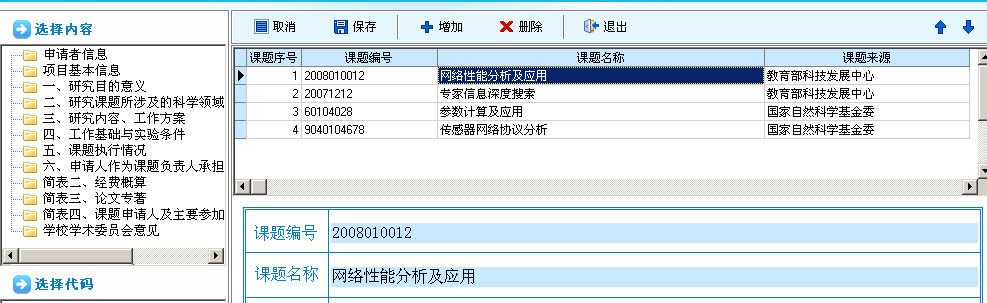 选择内容
申请者信息
项目基本信息
一、研究目的意义
二、研究课题所涉及的科学领域
三、研究内容、工作方案
四、工作基础与实验条件
五、课题执行情况
六、申请人作为课题负责人承担
简表二、经费概算
简表三、论文专著
简表四、课题申请人及主要参加
学校学术委员会意见
选择代码
取消 保存 增加 删除 退出
课题序号 课题编号 课题名称 课题来源
1 2008010012 网络性能分析及应用 教育部科技发展中心
2 20071212 专家信息深度搜索 教育部科技发展中心
3 60104028 参数计算及应用 国家自然科学基金委
4 9040104678 传感器网络协议分析 国家自然科学基金委
课题编号 2008010012
课题名称 网络性能分析及应用